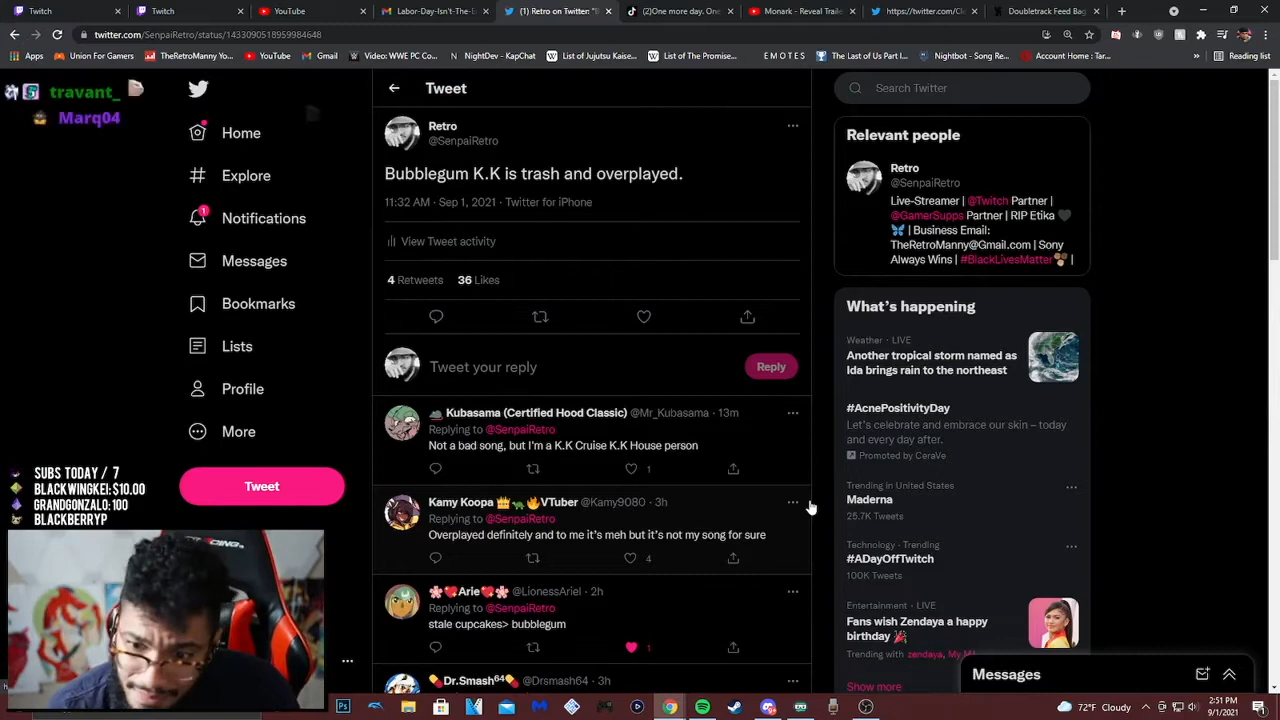 Twitch
Twitch
YouTube
Labor-Day-Isn't-The-E
(1) Retro on Twitter: "B
(2)One more day. One
Monark - Reveal Traile
https://twitter.com/Cle
Doubletrack Feed Bag
twitter.com/SenpaiRetro/status/1433090518959984648
Apps
Union For Gamers
TheRetroMonny Yo...
YouTube
Gmail
Video: WWE PC Co...
NightDev - KapChat
List of Jujutsu Kaise...
List of The Promise...
E M O T E S
The Last of Us Part I...
Nightbot - Song Re...
Account Home : Tar...
»
Reading list
travant_
Marq04
Home
Explore
1
Notifications
Messages
Bookmarks
Lists
Profile
More
Tweet
SUBS TODAY / 7
BLACKWINGKEI: $10.00
GRANDGONZALO: 100
BLACKBERRYP
Tweet
Retro
@SenpaiRetro
Bubblegum K.K is trash and overplayed.
11:32 AM · Sep 1, 2021 · Twitter for iPhone
View Tweet activity
4 Retweets 36 Likes
Tweet your reply
Reply
Kubasama (Certified Hood Classic) @Mr_Kubasama · 13m
Replying to @SenpaiRetro
Not a bad song, but I'm a K.K Cruise K.K House person
1
Kamy Koopa 👑🐢🔥VTuber @Kamy9080 · 3h
Replying to @SenpaiRetro
Overplayed definitely and to me it's meh but it's not my song for sure
4
🌸💖Arie💖🌸 @LionessAriel · 2h
Replying to @SenpaiRetro
stale cupcakes> bubblegum
1
Dr.Smash⁶⁴ @Drsmash64 · 3h
Search Twitter
Relevant people
Retro
@SenpaiRetro
Live-Streamer | @Twitch Partner |
@GamerSupps Partner | RIP Etika 🖤
🦋 | Business Email:
TheRetroManny@Gmail.com | Sony
Always Wins | #BlackLivesMatter✊🏾 |
What's happening
Weather · LIVE
Another tropical storm named as
Ida brings rain to the northeast
#AcnePositivityDay
Let's celebrate and embrace our skin – today
and every day after.
Promoted by CeraVe
Trending in United States
Maderna
25.7K Tweets
Technology · Trending
#ADayOffTwitch
100K Tweets
Entertainment · LIVE
Fans wish Zendaya a happy
birthday 🎉
Trending with zendaya, My MJ
Show more
Messages
72°F Cloudy
2:51 PM
9/1/2021